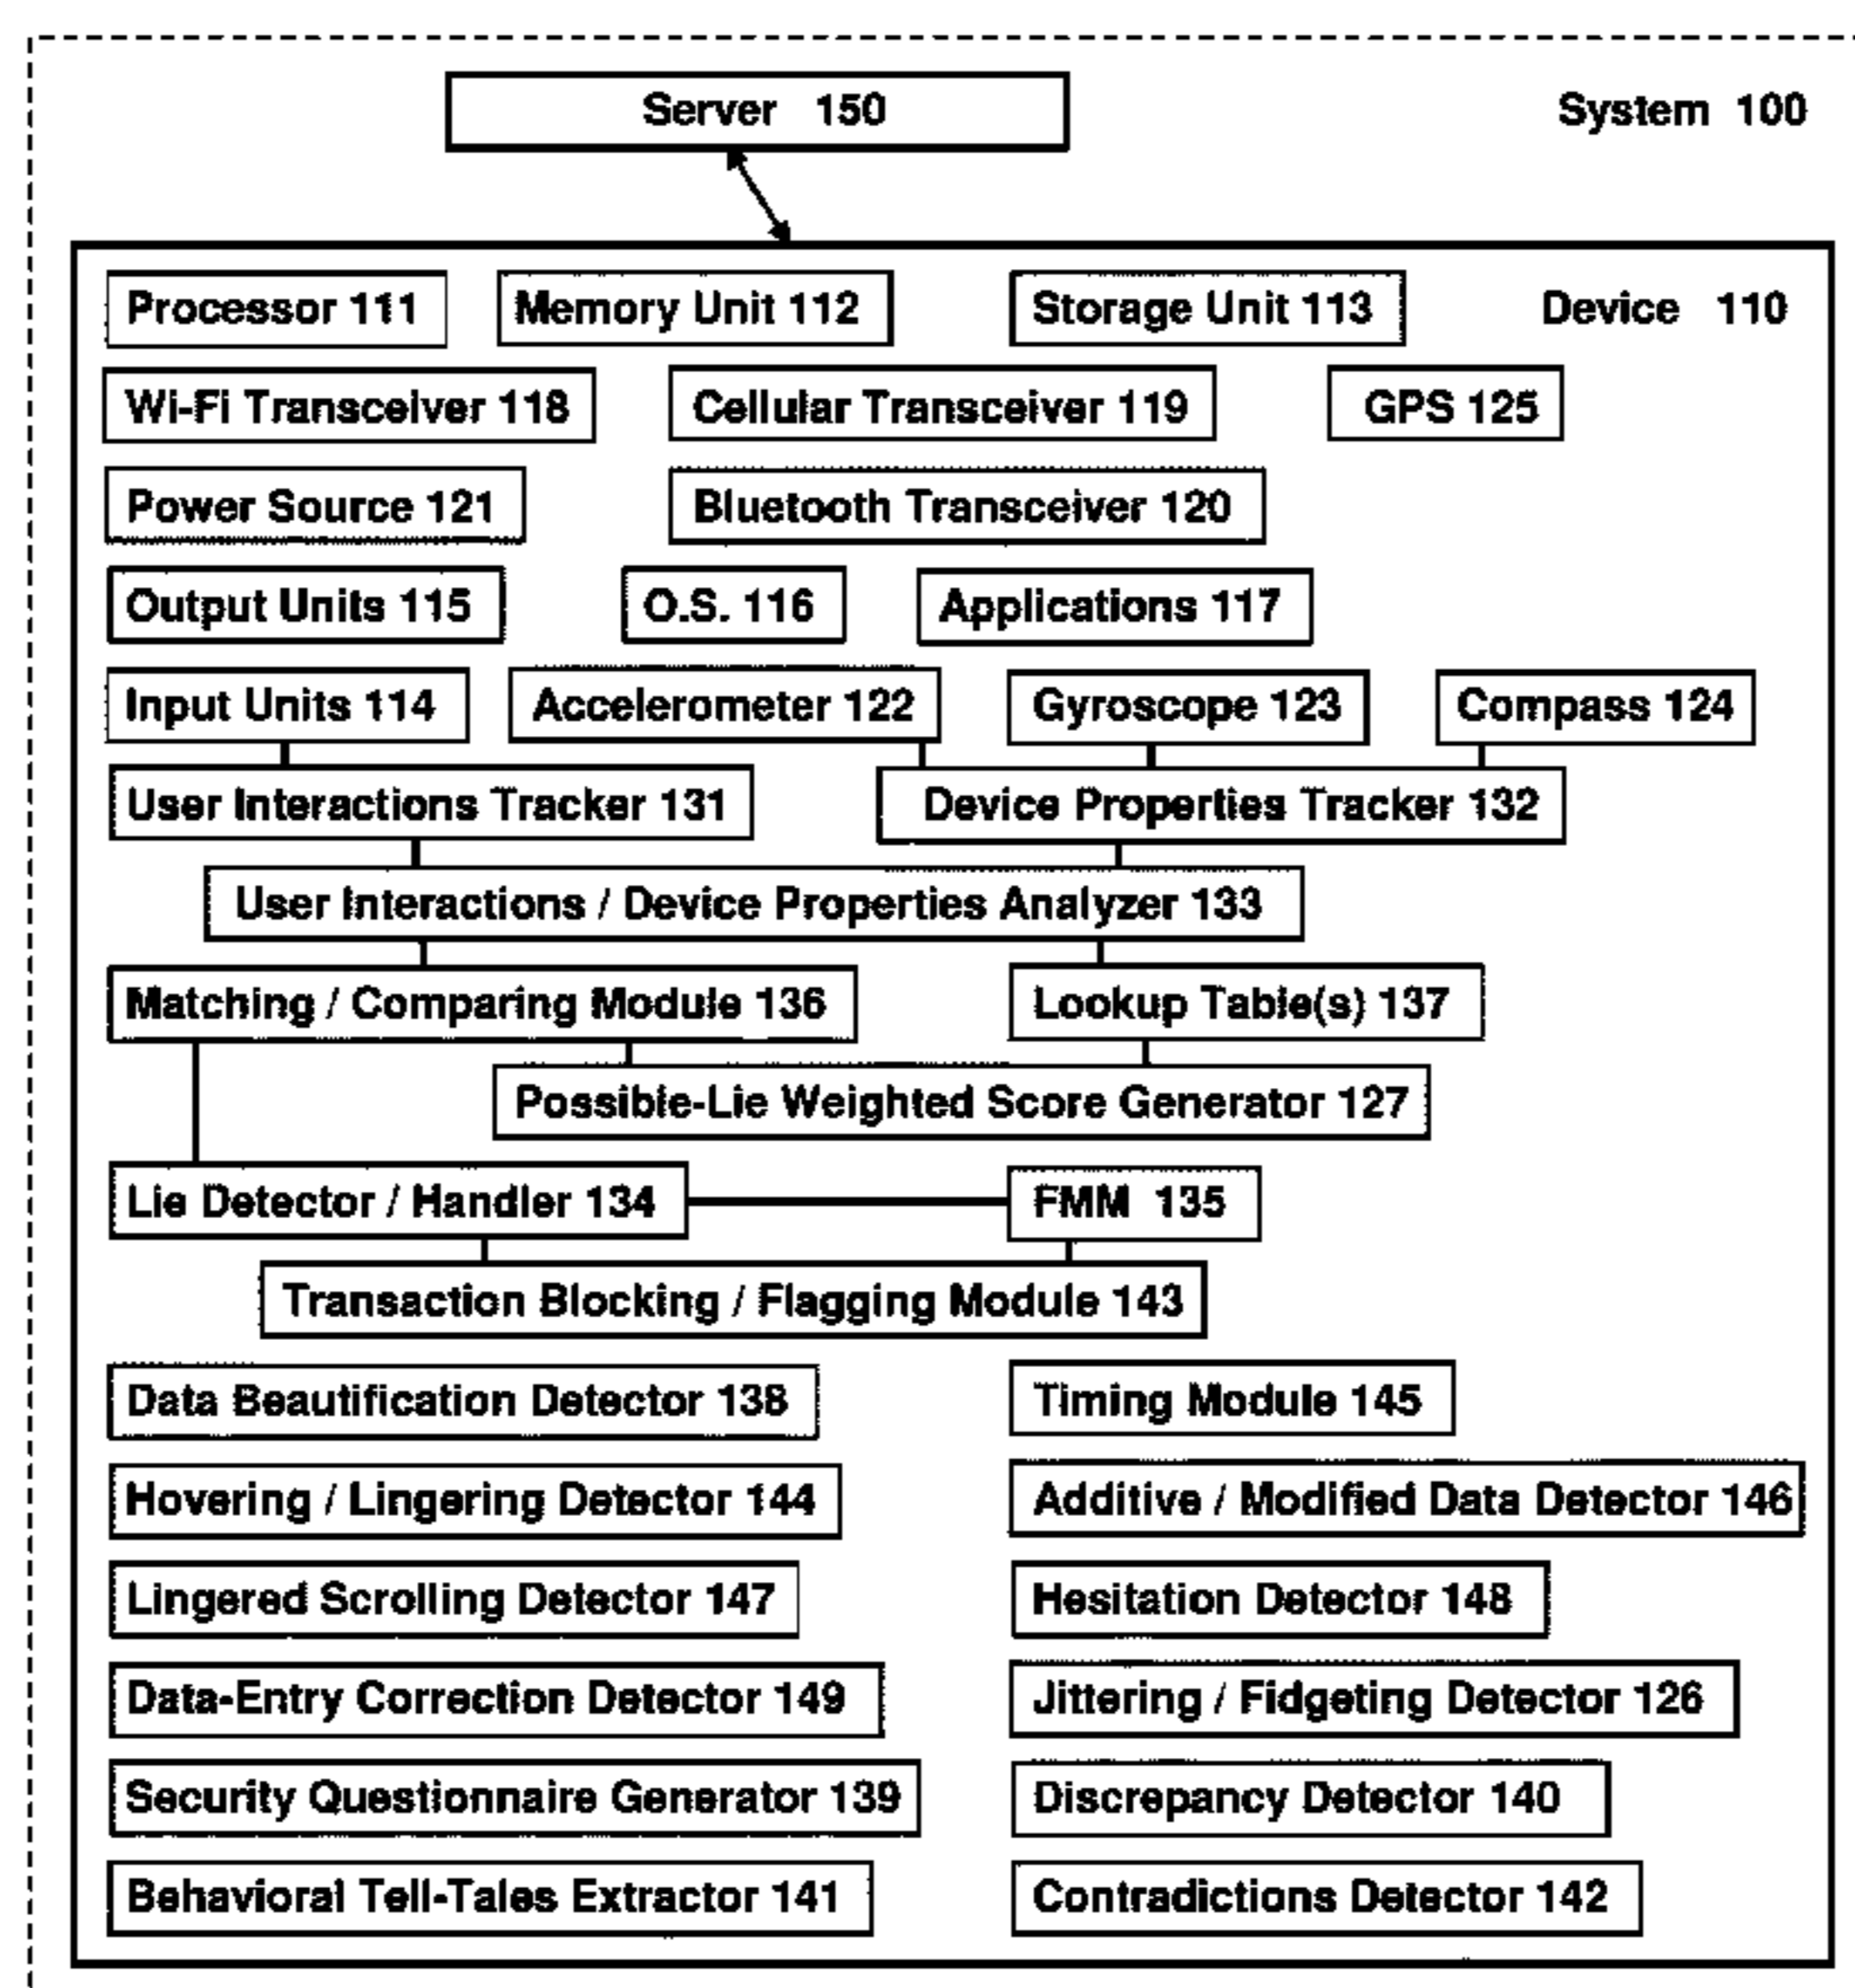 Server 150
System 100
Processor 111
Memory Unit 112
Storage Unit 113
Device 110
Wi-Fi Transceiver 118
Cellular Transceiver 119
GPS 125
Power Source 121
Bluetooth Transceiver 120
Output Units 115
O.S. 116
Applications 117
Input Units 114
Accelerometer 122
Gyroscope 123
Compass 124
User Interactions Tracker 131
Device Properties Tracker 132
User Interactions / Device Properties Analyzer 133
Matching / Comparing Module 136
Lookup Table(s) 137
Possible-Lie Weighted Score Generator 127
Lie Detector / Handler 134
FMM 135
Transaction Blocking / Flagging Module 143
Data Beautification Detector 138
Timing Module 145
Hovering / Lingering Detector 144
Additive / Modified Data Detector 146
Lingered Scrolling Detector 147
Hesitation Detector 148
Data-Entry Correction Detector 149
Jittering / Fidgeting Detector 126
Security Questionnaire Generator 139
Discrepancy Detector 140
Behavioral Tell-Tales Extractor 141
Contradictions Detector 142